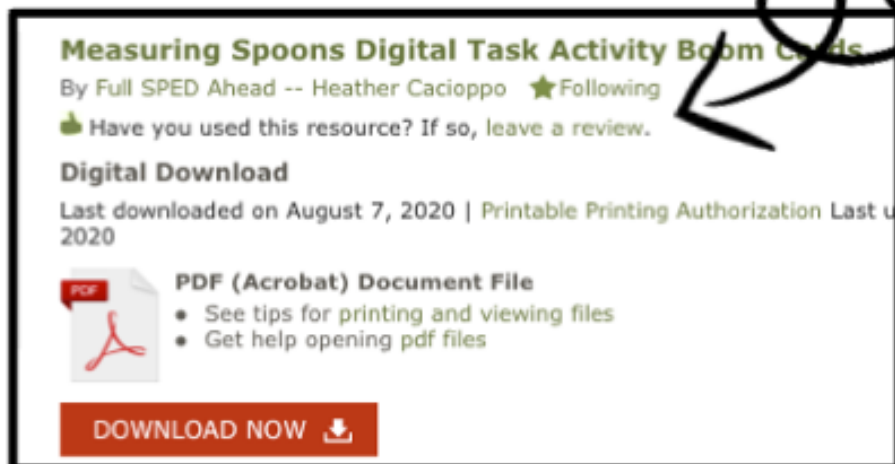 Measuring Spoons Digital Task Activity Boom Cards
By Full SPED Ahead -- Heather Cacioppo Following
Have you used this resource? If so, leave a review.
Digital Download
Last downloaded on August 7, 2020 | Printable Printing Authorization Last
2020
PDF (Acrobat) Document File
PDF
• See tips for printing and viewing files
• Get help opening pdf files
DOWNLOAD NOW